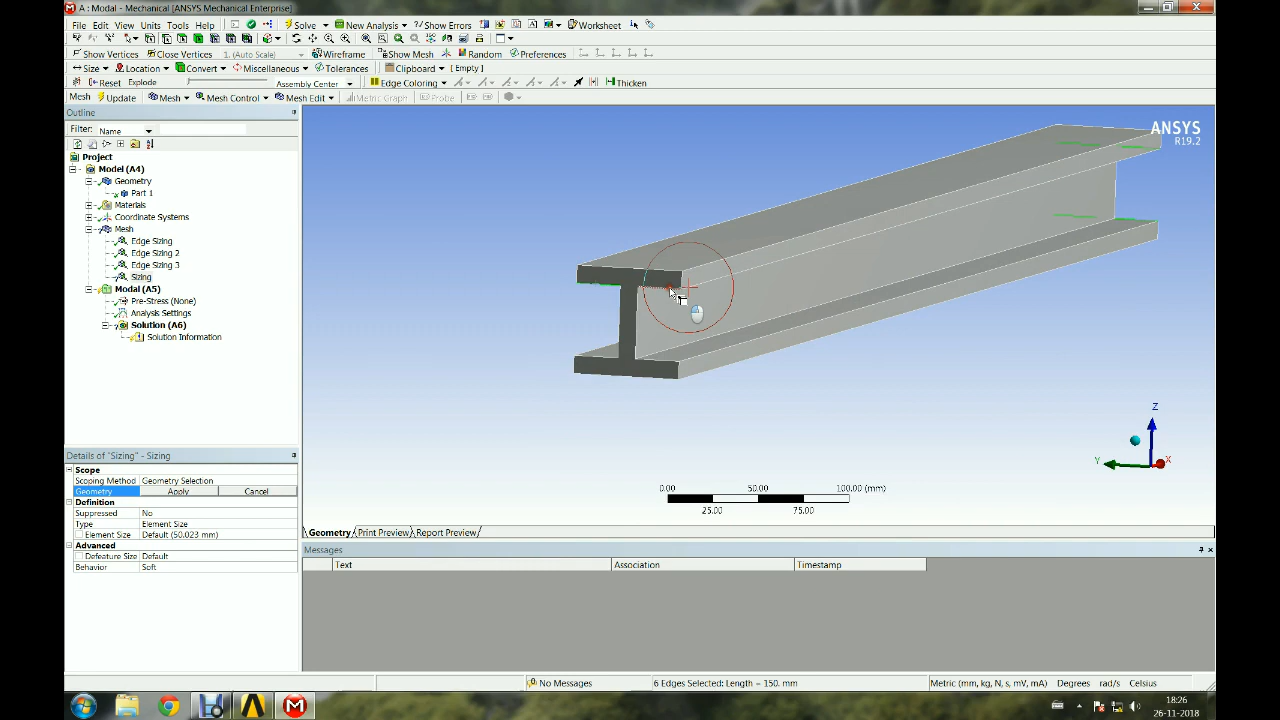 A : Modal - Mechanical [ANSYS Mechanical Enterprise]
File Edit View Units Tools Help Solve New Analysis Show Errors Worksheet
Show Vertices Close Vertices 1. (Auto Scale) Wireframe Show Mesh Random Preferences
Size Location Convert Miscellaneous Tolerances Clipboard [ Empty ]
Reset Explode Assembly Center Edge Coloring Thicken
Mesh Update Mesh Mesh Control Mesh Edit Metric Graph Probe
Outline
Filter: Name
Project
Model (A4)
Geometry
Part 1
Materials
Coordinate Systems
Mesh
Edge Sizing
Edge Sizing 2
Edge Sizing 3
Sizing
Modal (A5)
Pre-Stress (None)
Analysis Settings
Solution (A6)
Solution Information
ANSYS
R19.2
Z
Y
X
0.00 50.00 100.00 (mm)
25.00 75.00
Geometry Print Preview Report Preview
Details of "Sizing" - Sizing
Scope
Scoping Method Geometry Selection
Geometry Apply Cancel
Definition
Suppressed No
Type Element Size
Element Size Default (50.023 mm)
Advanced
Defeature Size Default
Behavior Soft
Messages
Text Association Timestamp
No Messages 6 Edges Selected: Length = 150. mm Metric (mm, kg, N, s, mV, mA) Degrees rad/s Celsius
18:26
26-11-2018